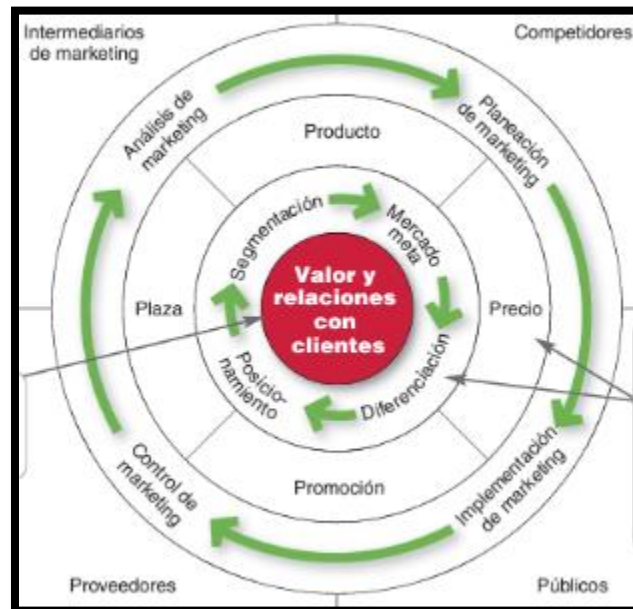 Intermediarios
de marketing
Competidores
Análisis de
marketing
Planeación
de marketing
Producto
Segmentación
Mercado
meta
Valor y
relaciones
con
clientes
Plaza
Precio
Posicio-
namiento
Diferenciación
Control de
marketing
Implementación
de marketing
Promoción
Proveedores
Públicos